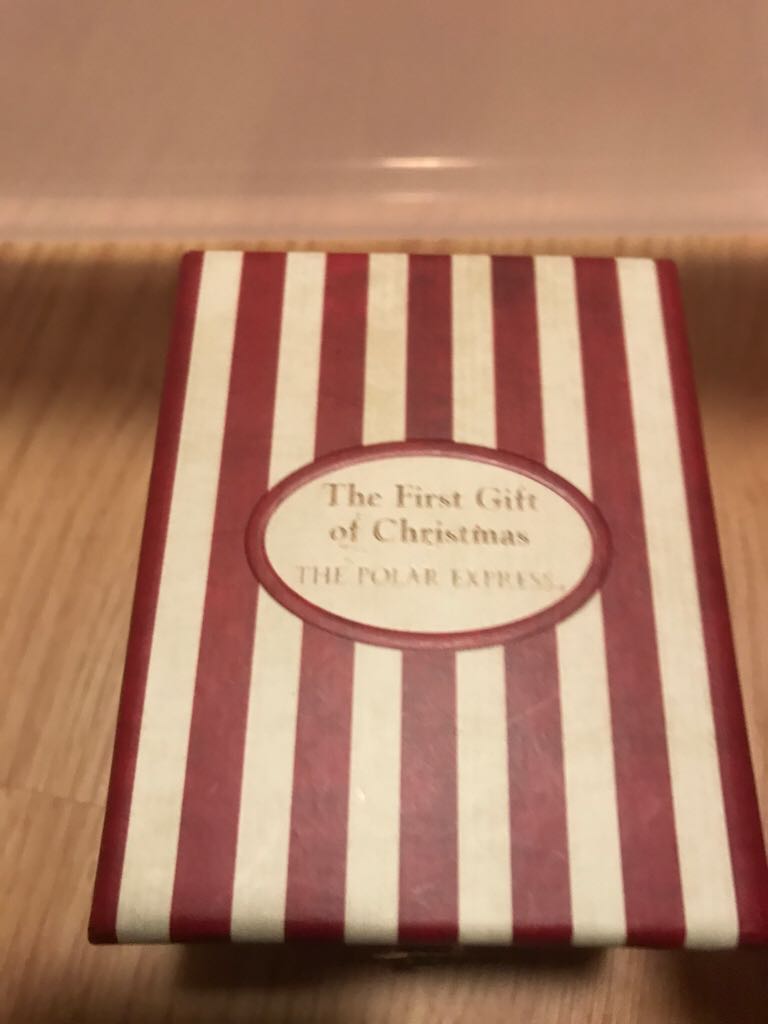 The First Gift
of Christmas
THE POLAR EXPRESS